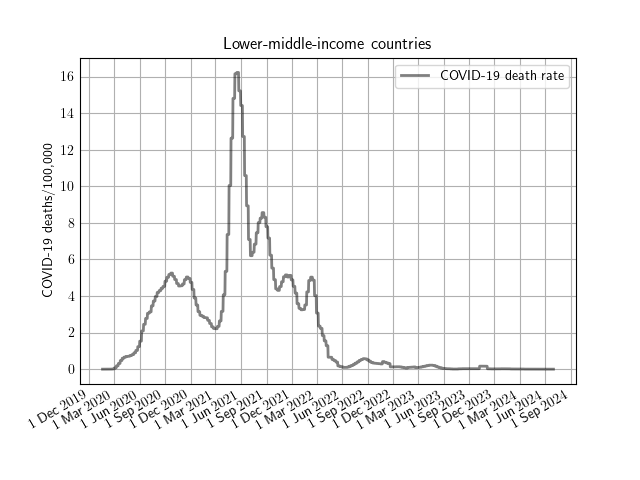 Lower-middle-income countries
COVID-19 death rate
COVID-19 deaths/100,000
16
14
12
10
8
6
4
2
0
1 Dec 2019
1 Mar 2020
1 Jun 2020
1 Sep 2020
1 Dec 2020
1 Mar 2021
1 Jun 2021
1 Sep 2021
1 Dec 2021
1 Mar 2022
1 Jun 2022
1 Sep 2022
1 Dec 2022
1 Mar 2023
1 Jun 2023
1 Sep 2023
1 Dec 2023
1 Mar 2024
1 Jun 2024
1 Sep 2024